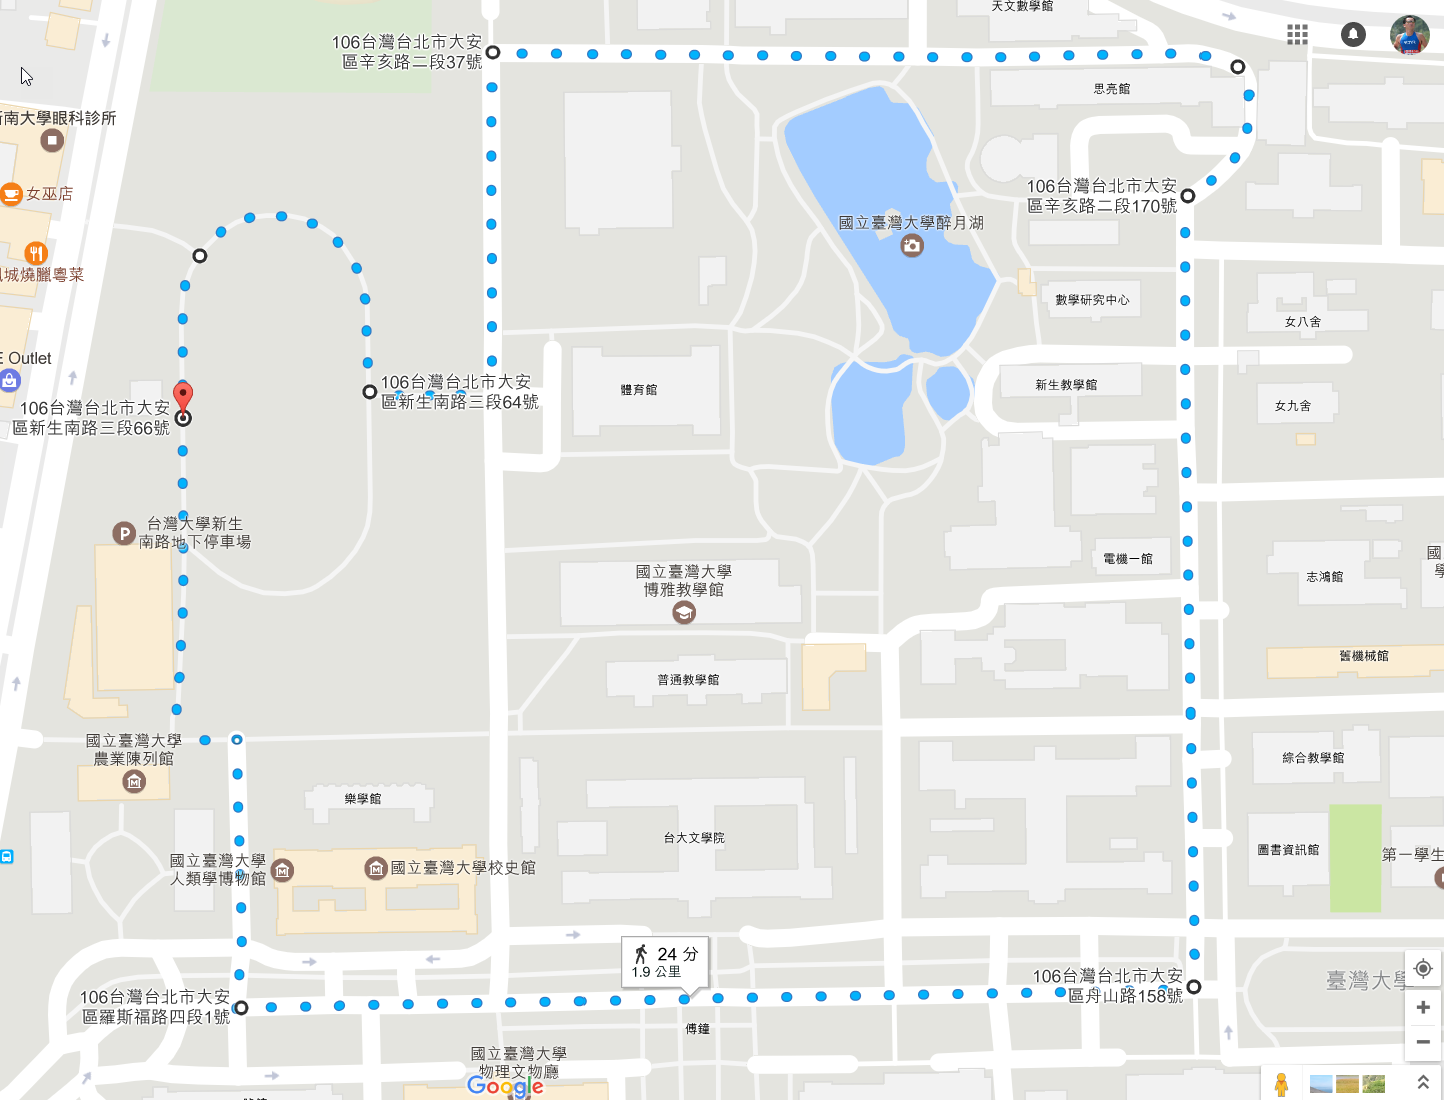 天文數學館
106台灣台北市大安
區辛亥路二段37號
思亮館
新南大學眼科診所
106台灣台北市大安
區辛亥路二段170號
女巫店
國立臺灣大學醉月湖
城燒臘粵菜
數學研究中心
女八舍
E Outlet
106台灣台北市大安
區新生南路三段64號
體育館
新生教學館
106台灣台北市大安
區新生南路三段66號
女九舍
台灣大學新生
南路地下停車場
國立臺灣大學
博雅教學館
電機一館
國
學
志鴻館
舊機械館
普通教學館
國立臺灣大學
農業陳列館
綜合教學館
樂學館
台大文學院
圖書資訊館
第一學生
國立臺灣大學
人類學博物館
國立臺灣大學校史館
24 分
1.9 公里
106台灣台北市大安
區舟山路158號
臺灣大學
106台灣台北市大安
區羅斯福路四段1號
傅鐘
國立臺灣大學
物理文物廳
Google